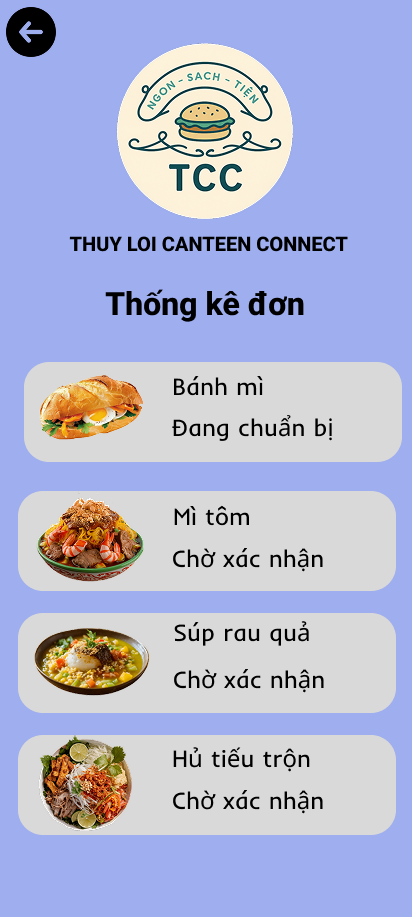 NGON - SACH - TIỆN
TCC
THUY LOI CANTEEN CONNECT
Thống kê đơn
Bánh mì
Đang chuẩn bị
Mì tôm
Chờ xác nhận
Súp rau quả
Chờ xác nhận
Hủ tiếu trộn
Chờ xác nhận